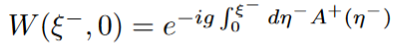 W(ξ⁻, 0) = e^{-ig ∫₀^{ξ⁻} dη⁻ A⁺(η⁻)}